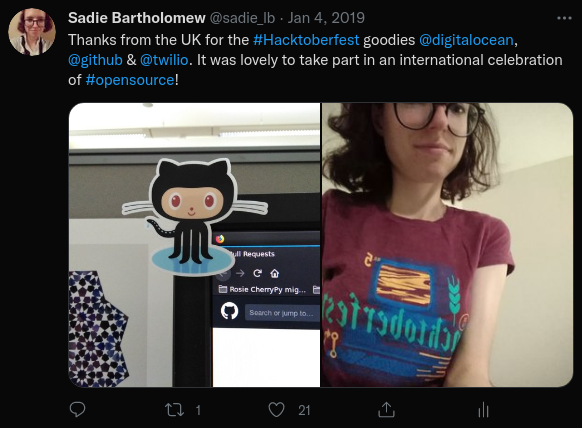 Sadie Bartholomew @sadie_lb · Jan 4, 2019
Thanks from the UK for the #Hacktoberfest goodies @digitalocean,
@github & @twilio. It was lovely to take part in an international celebration
of #opensource!
ull Requests
Rosie CherryPy mig...
Search or jump to...
cktoberfest
1
21